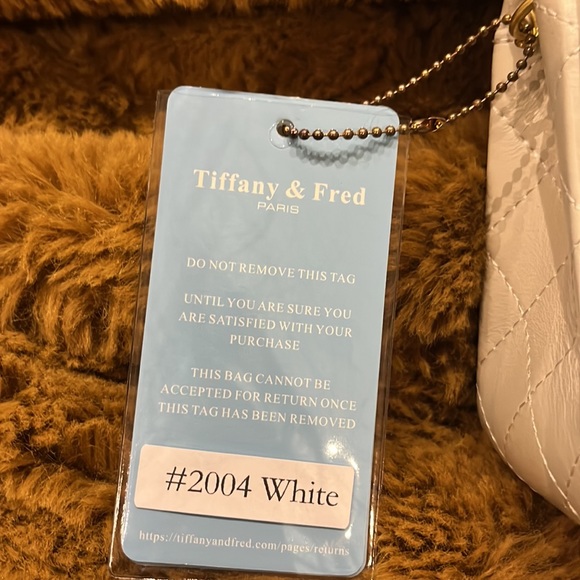 Tiffany & Fred
PARIS
DO NOT REMOVE THIS TAG
UNTIL YOU ARE SURE YOU
ARE SATISFIED WITH YOUR
PURCHASE
THIS BAG CANNOT BE
ACCEPTED FOR RETURN ONCE
THIS TAG HAS BEEN REMOVED
#2004 White
https://tiffanyandfred.com/pages/returns